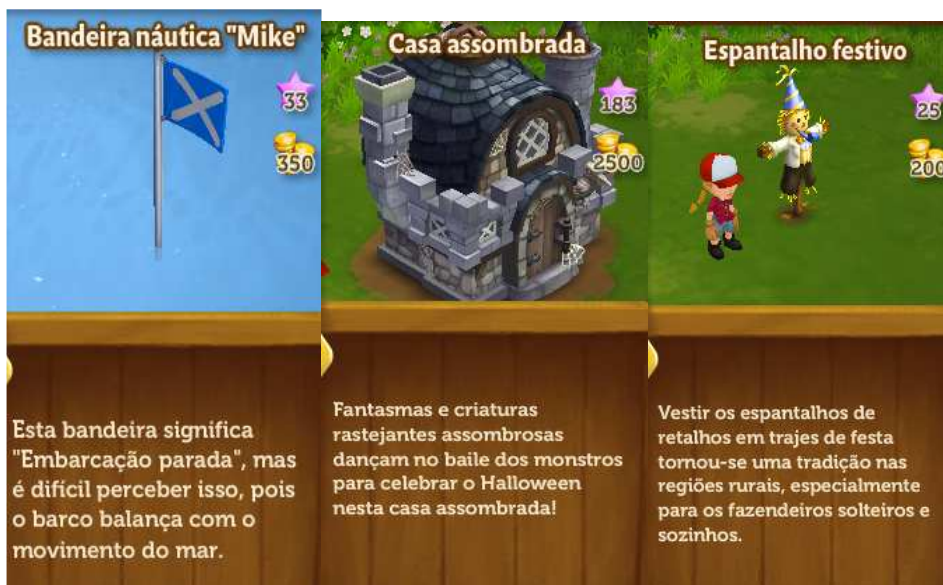 Bandeira náutica "Mike"
33
350
Esta bandeira significa
"Embarcação parada", mas
é difícil perceber isso, pois
o barco balança com o
movimento do mar.
Casa assombrada
183
2500
Fantasmas e criaturas
rastejantes assombrosas
dançam no baile dos monstros
para celebrar o Halloween
nesta casa assombrada!
Espantalho festivo
25
200
Vestir os espantalhos de
retalhos em trajes de festa
tornou-se uma tradição nas
regiões rurais, especialmente
para os fazendeiros solteiros e
sozinhos.